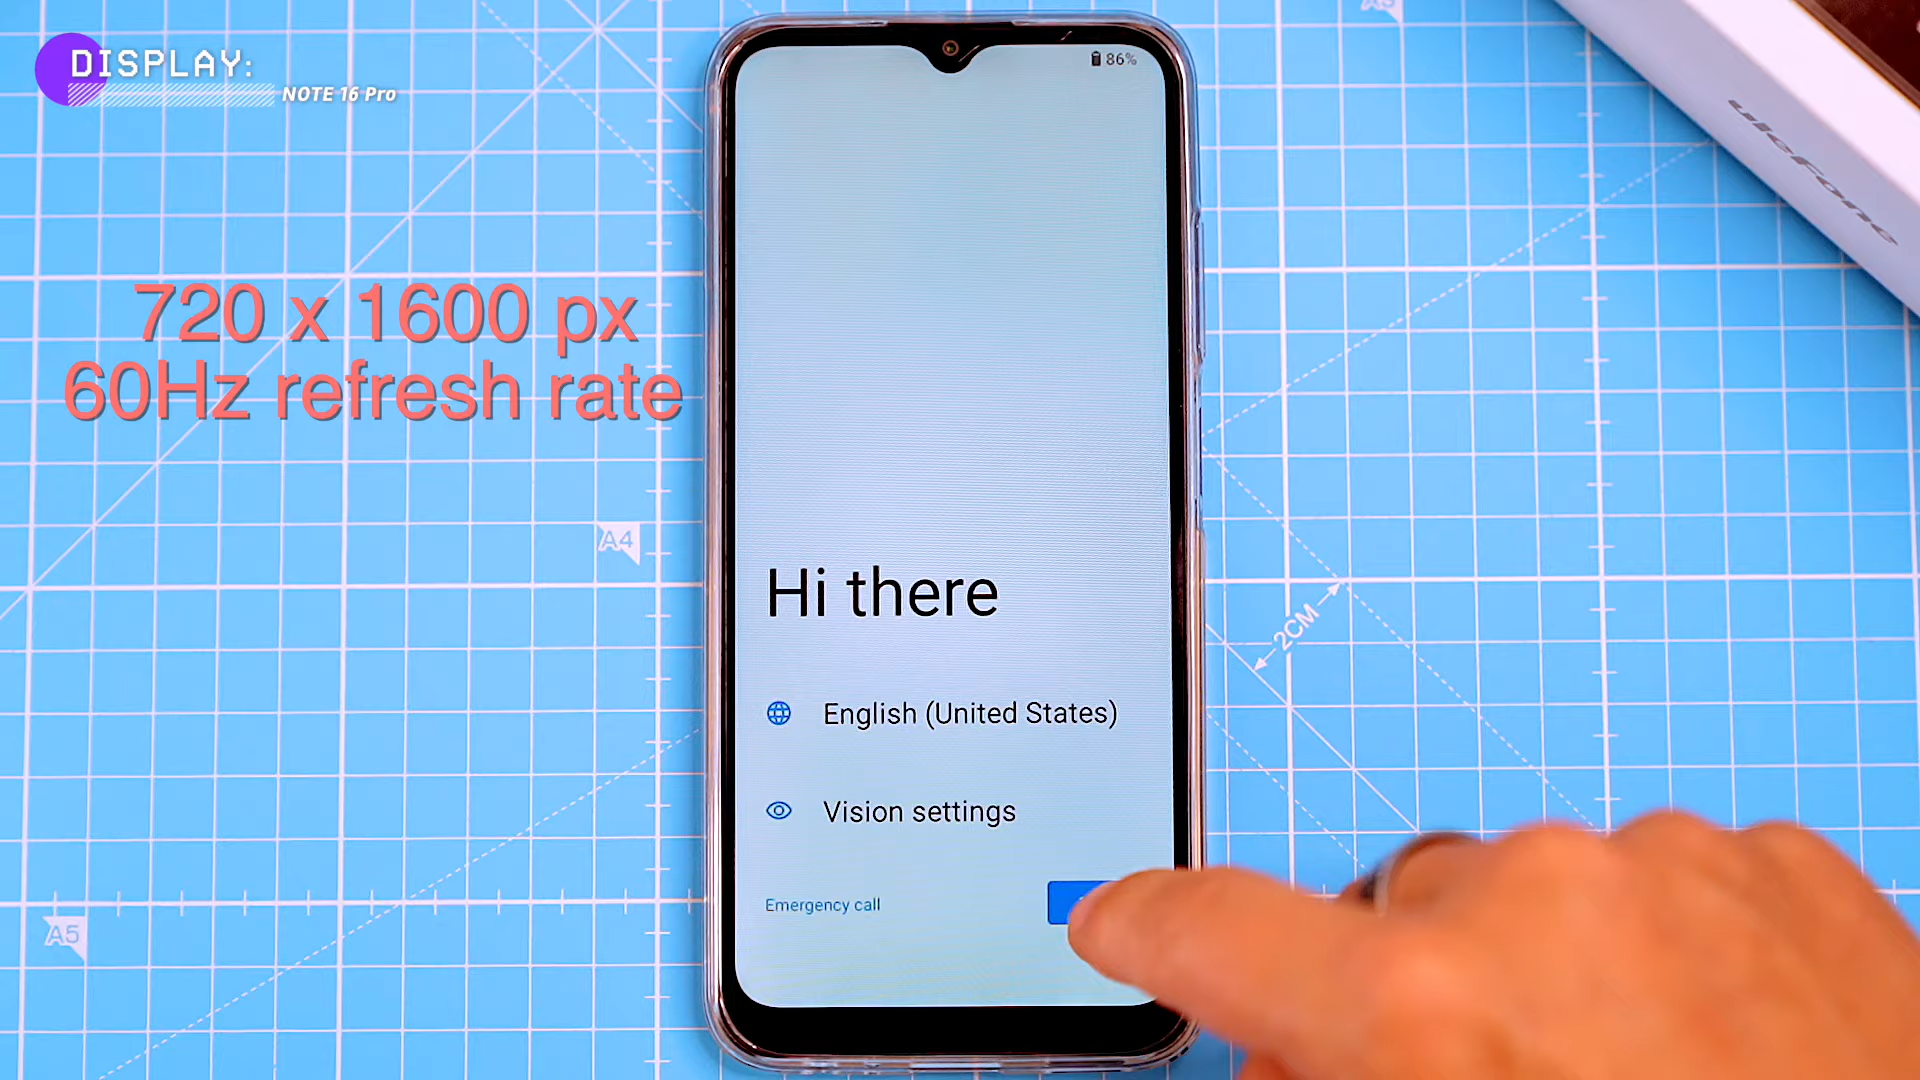 DISPLAY:
NOTE 16 Pro
86%
ulefone
720 x 1600 px
60Hz refresh rate
A4
Hi there
2CM
English (United States)
Vision settings
Emergency call
A5